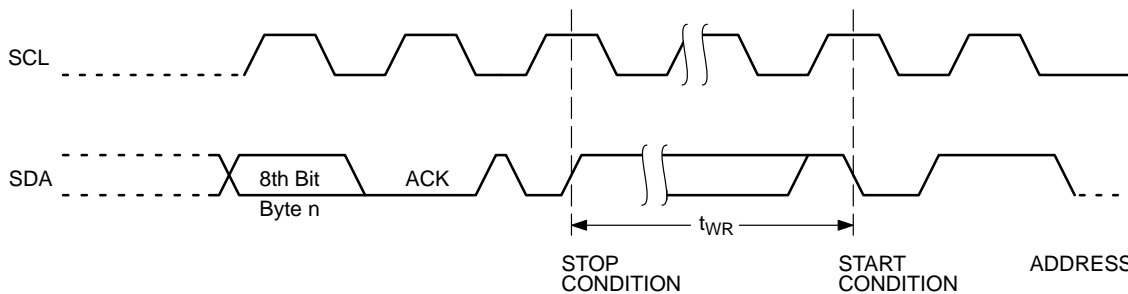 SCL
SDA
8th Bit
Byte n
ACK
tWR
STOP
CONDITION
START
CONDITION
ADDRESS